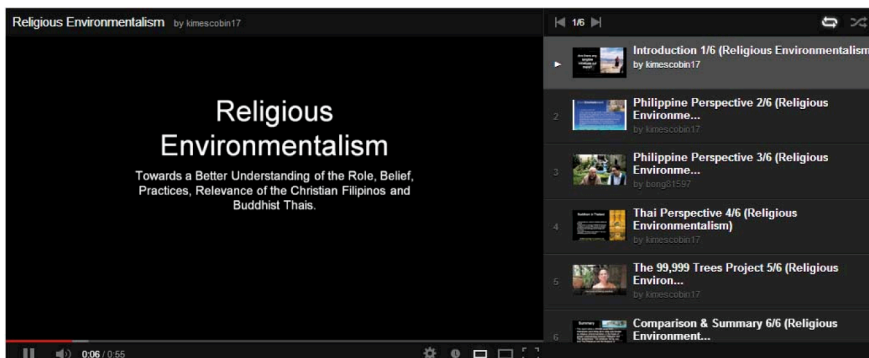 Religious Environmentalism by kimescobin17
Religious
Environmentalism
Towards a Better Understanding of the Role, Belief,
Practices, Relevance of the Christian Filipinos and
Buddhist Thais.
0:06 / 0:55
1/6
Introduction 1/6 (Religious Environmentalism
by kimescobin17
2
Philippine Perspective 2/6 (Religious
Environme...
by kimescobin17
3
Philippine Perspective 3/6 (Religious
Environme...
by bong81597
4
Thai Perspective 4/6 (Religious
Environmentalism)
by kimescobin17
5
The 99,999 Trees Project 5/6 (Religious
Environ...
by kimescobin17
6
Summary
Comparison & Summary 6/6 (Religious
Environment...